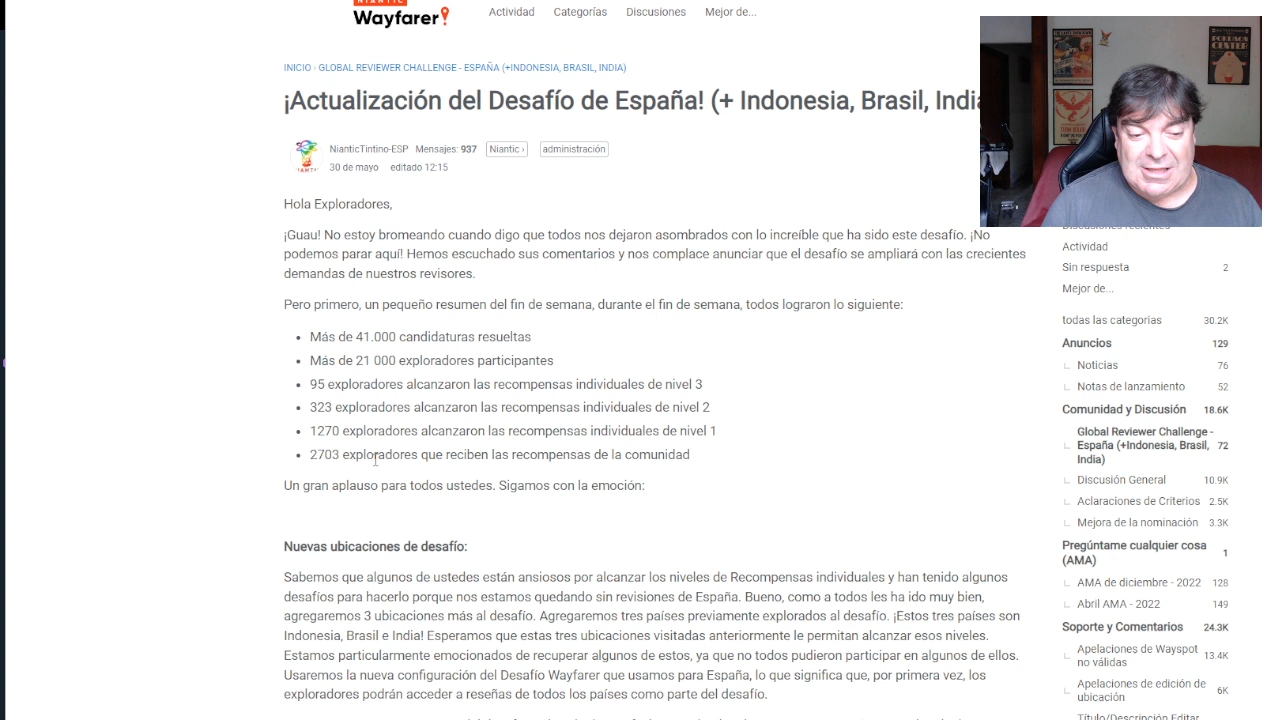 NIANTIC
Wayfarer
Actividad Categorías Discusiones Mejor de...
INICIO › GLOBAL REVIEWER CHALLENGE - ESPAÑA (+INDONESIA, BRASIL, INDIA)
¡Actualización del Desafío de España! (+ Indonesia, Brasil, India
NianticTintino-ESP Mensajes: 937 Niantic › administración
30 de mayo editado 12:15
Hola Exploradores,
¡Guau! No estoy bromeando cuando digo que todos nos dejaron asombrados con lo increíble que ha sido este desafío. ¡No
podemos parar aquí! Hemos escuchado sus comentarios y nos complace anunciar que el desafío se ampliará con las crecientes
demandas de nuestros revisores.
Pero primero, un pequeño resumen del fin de semana, durante el fin de semana, todos lograron lo siguiente:
• Más de 41.000 candidaturas resueltas
• Más de 21 000 exploradores participantes
• 95 exploradores alcanzaron las recompensas individuales de nivel 3
• 323 exploradores alcanzaron las recompensas individuales de nivel 2
• 1270 exploradores alcanzaron las recompensas individuales de nivel 1
• 2703 exploradores que reciben las recompensas de la comunidad
Un gran aplauso para todos ustedes. Sigamos con la emoción:
Nuevas ubicaciones de desafío:
Sabemos que algunos de ustedes están ansiosos por alcanzar los niveles de Recompensas individuales y han tenido algunos
desafíos para hacerlo porque nos estamos quedando sin revisiones de España. Bueno, como a todos les ha ido muy bien,
agregaremos 3 ubicaciones más al desafío. Agregaremos tres países previamente explorados al desafío. ¡Estos tres países son
Indonesia, Brasil e India! Esperamos que estas tres ubicaciones visitadas anteriormente le permitan alcanzar esos niveles.
Estamos particularmente emocionados de recuperar algunos de estos, ya que no todos pudieron participar en algunos de ellos.
Usaremos la nueva configuración del Desafío Wayfarer que usamos para España, lo que significa que, por primera vez, los
exploradores podrán acceder a reseñas de todos los países como parte del desafío.
POKÉMON
CENTER
Discusiones recientes
Actividad
Sin respuesta 2
Mejor de...
todas las categorias 30.2K
Anuncios 129
Noticias 76
Notas de lanzamiento 52
Comunidad y Discusión 18.6K
Global Reviewer Challenge -
España (+Indonesia, Brasil, 72
India)
Discusión General 10.9K
Aclaraciones de Criterios 2.5K
Mejora de la nominación 3.3K
Pregúntame cualquier cosa 1
(AMA)
AMA de diciembre - 2022 128
Abril AMA - 2022 149
Soporte y Comentarios 24.3K
Apelaciones de Wayspot 13.4K
no válidas
Apelaciones de edición de 6K
ubicación
Título/Descripción Editar